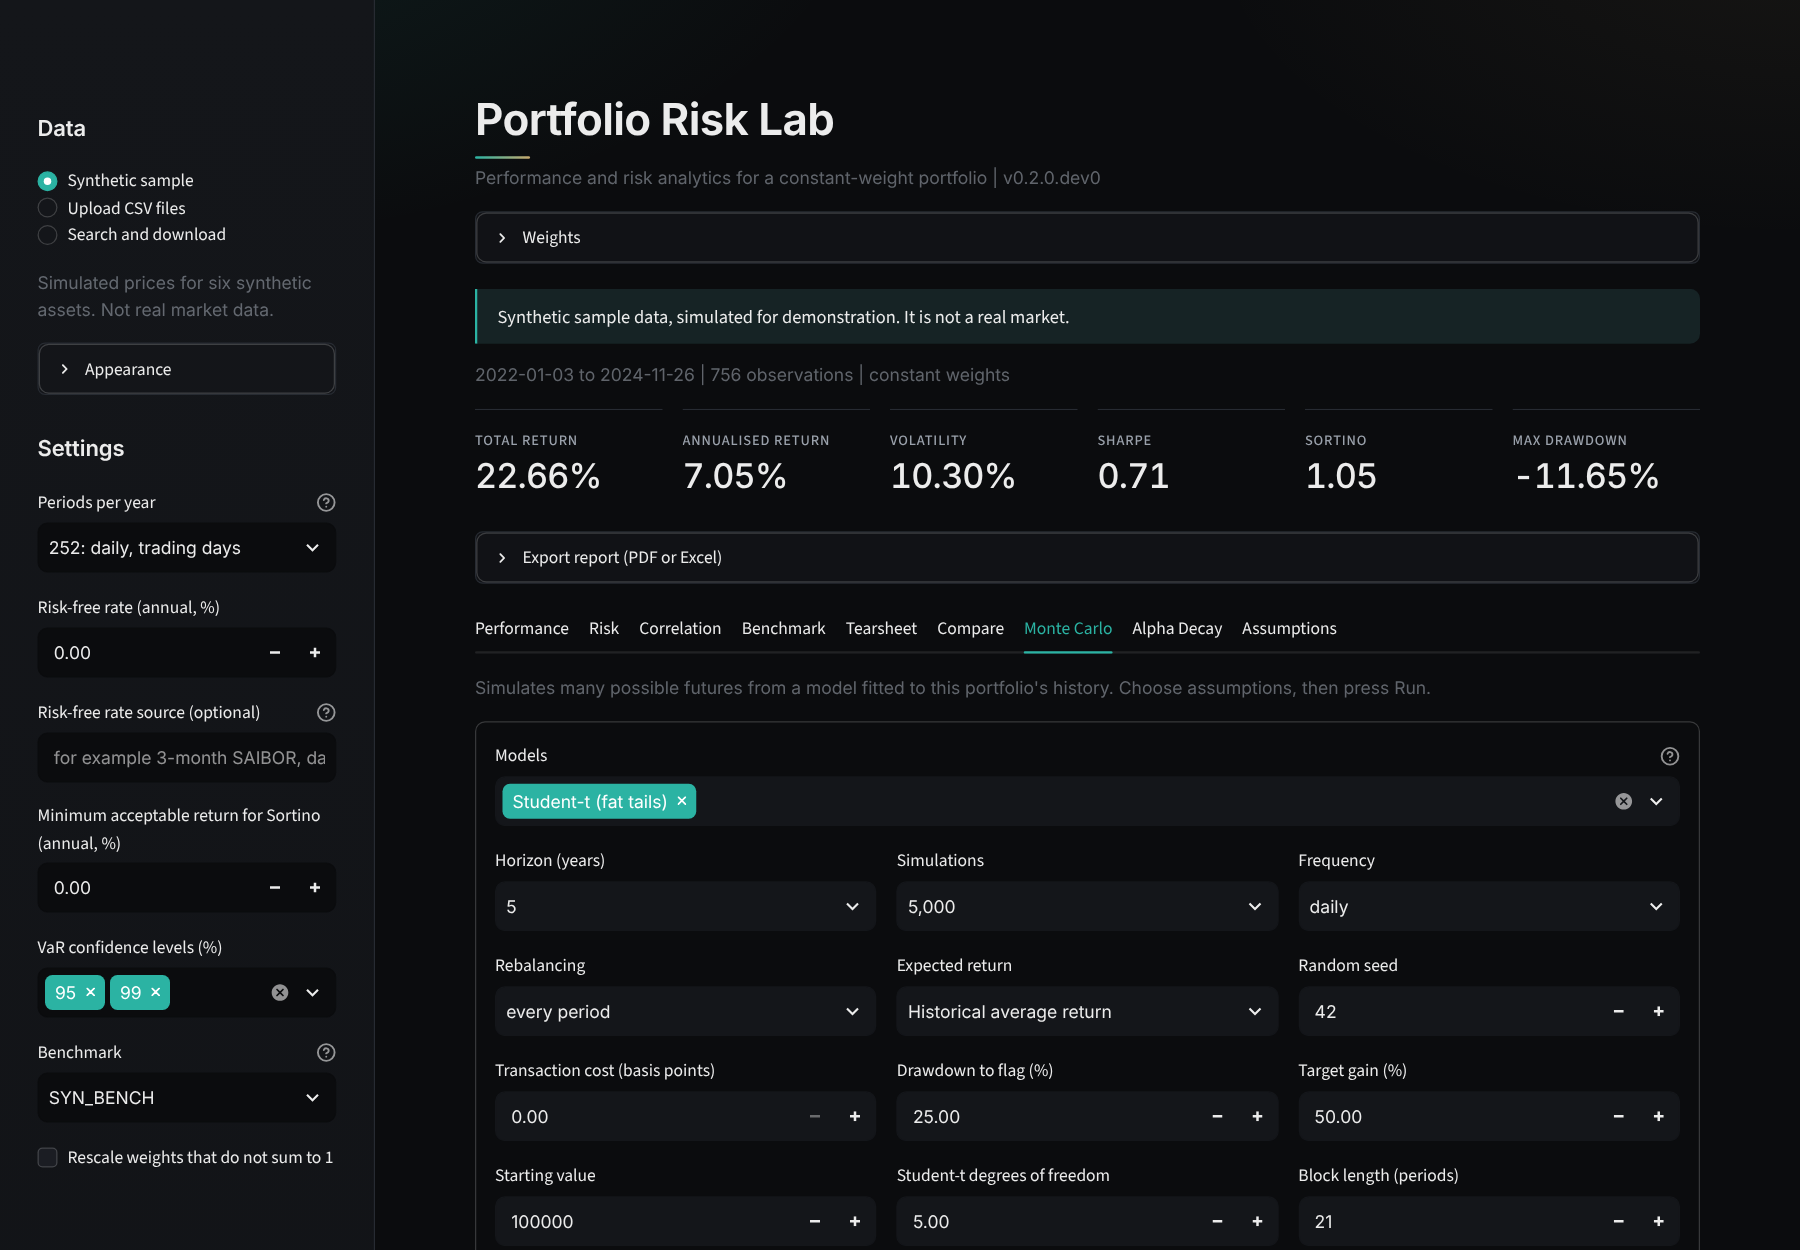 Data
Synthetic sample
Upload CSV files
Search and download
Simulated prices for six synthetic
assets. Not real market data.
Appearance
Settings
Periods per year
252: daily, trading days
Risk-free rate (annual, %)
0.00
Risk-free rate source (optional)
for example 3-month SAIBOR, da
Minimum acceptable return for Sortino
(annual, %)
0.00
VaR confidence levels (%)
95 99
Benchmark
SYN_BENCH
Rescale weights that do not sum to 1
Portfolio Risk Lab
Performance and risk analytics for a constant-weight portfolio | v0.2.0.dev0
Weights
Synthetic sample data, simulated for demonstration. It is not a real market.
2022-01-03 to 2024-11-26 | 756 observations | constant weights
TOTAL RETURN ANNUALISED RETURN VOLATILITY SHARPE SORTINO MAX DRAWDOWN
22.66% 7.05% 10.30% 0.71 1.05 -11.65%
Export report (PDF or Excel)
Performance Risk Correlation Benchmark Tearsheet Compare Monte Carlo Alpha Decay Assumptions
Simulates many possible futures from a model fitted to this portfolio's history. Choose assumptions, then press Run.
Models
Student-t (fat tails)
Horizon (years) Simulations Frequency
5 5,000 daily
Rebalancing Expected return Random seed
every period Historical average return 42
Transaction cost (basis points) Drawdown to flag (%) Target gain (%)
0.00 25.00 50.00
Starting value Student-t degrees of freedom Block length (periods)
100000 5.00 21